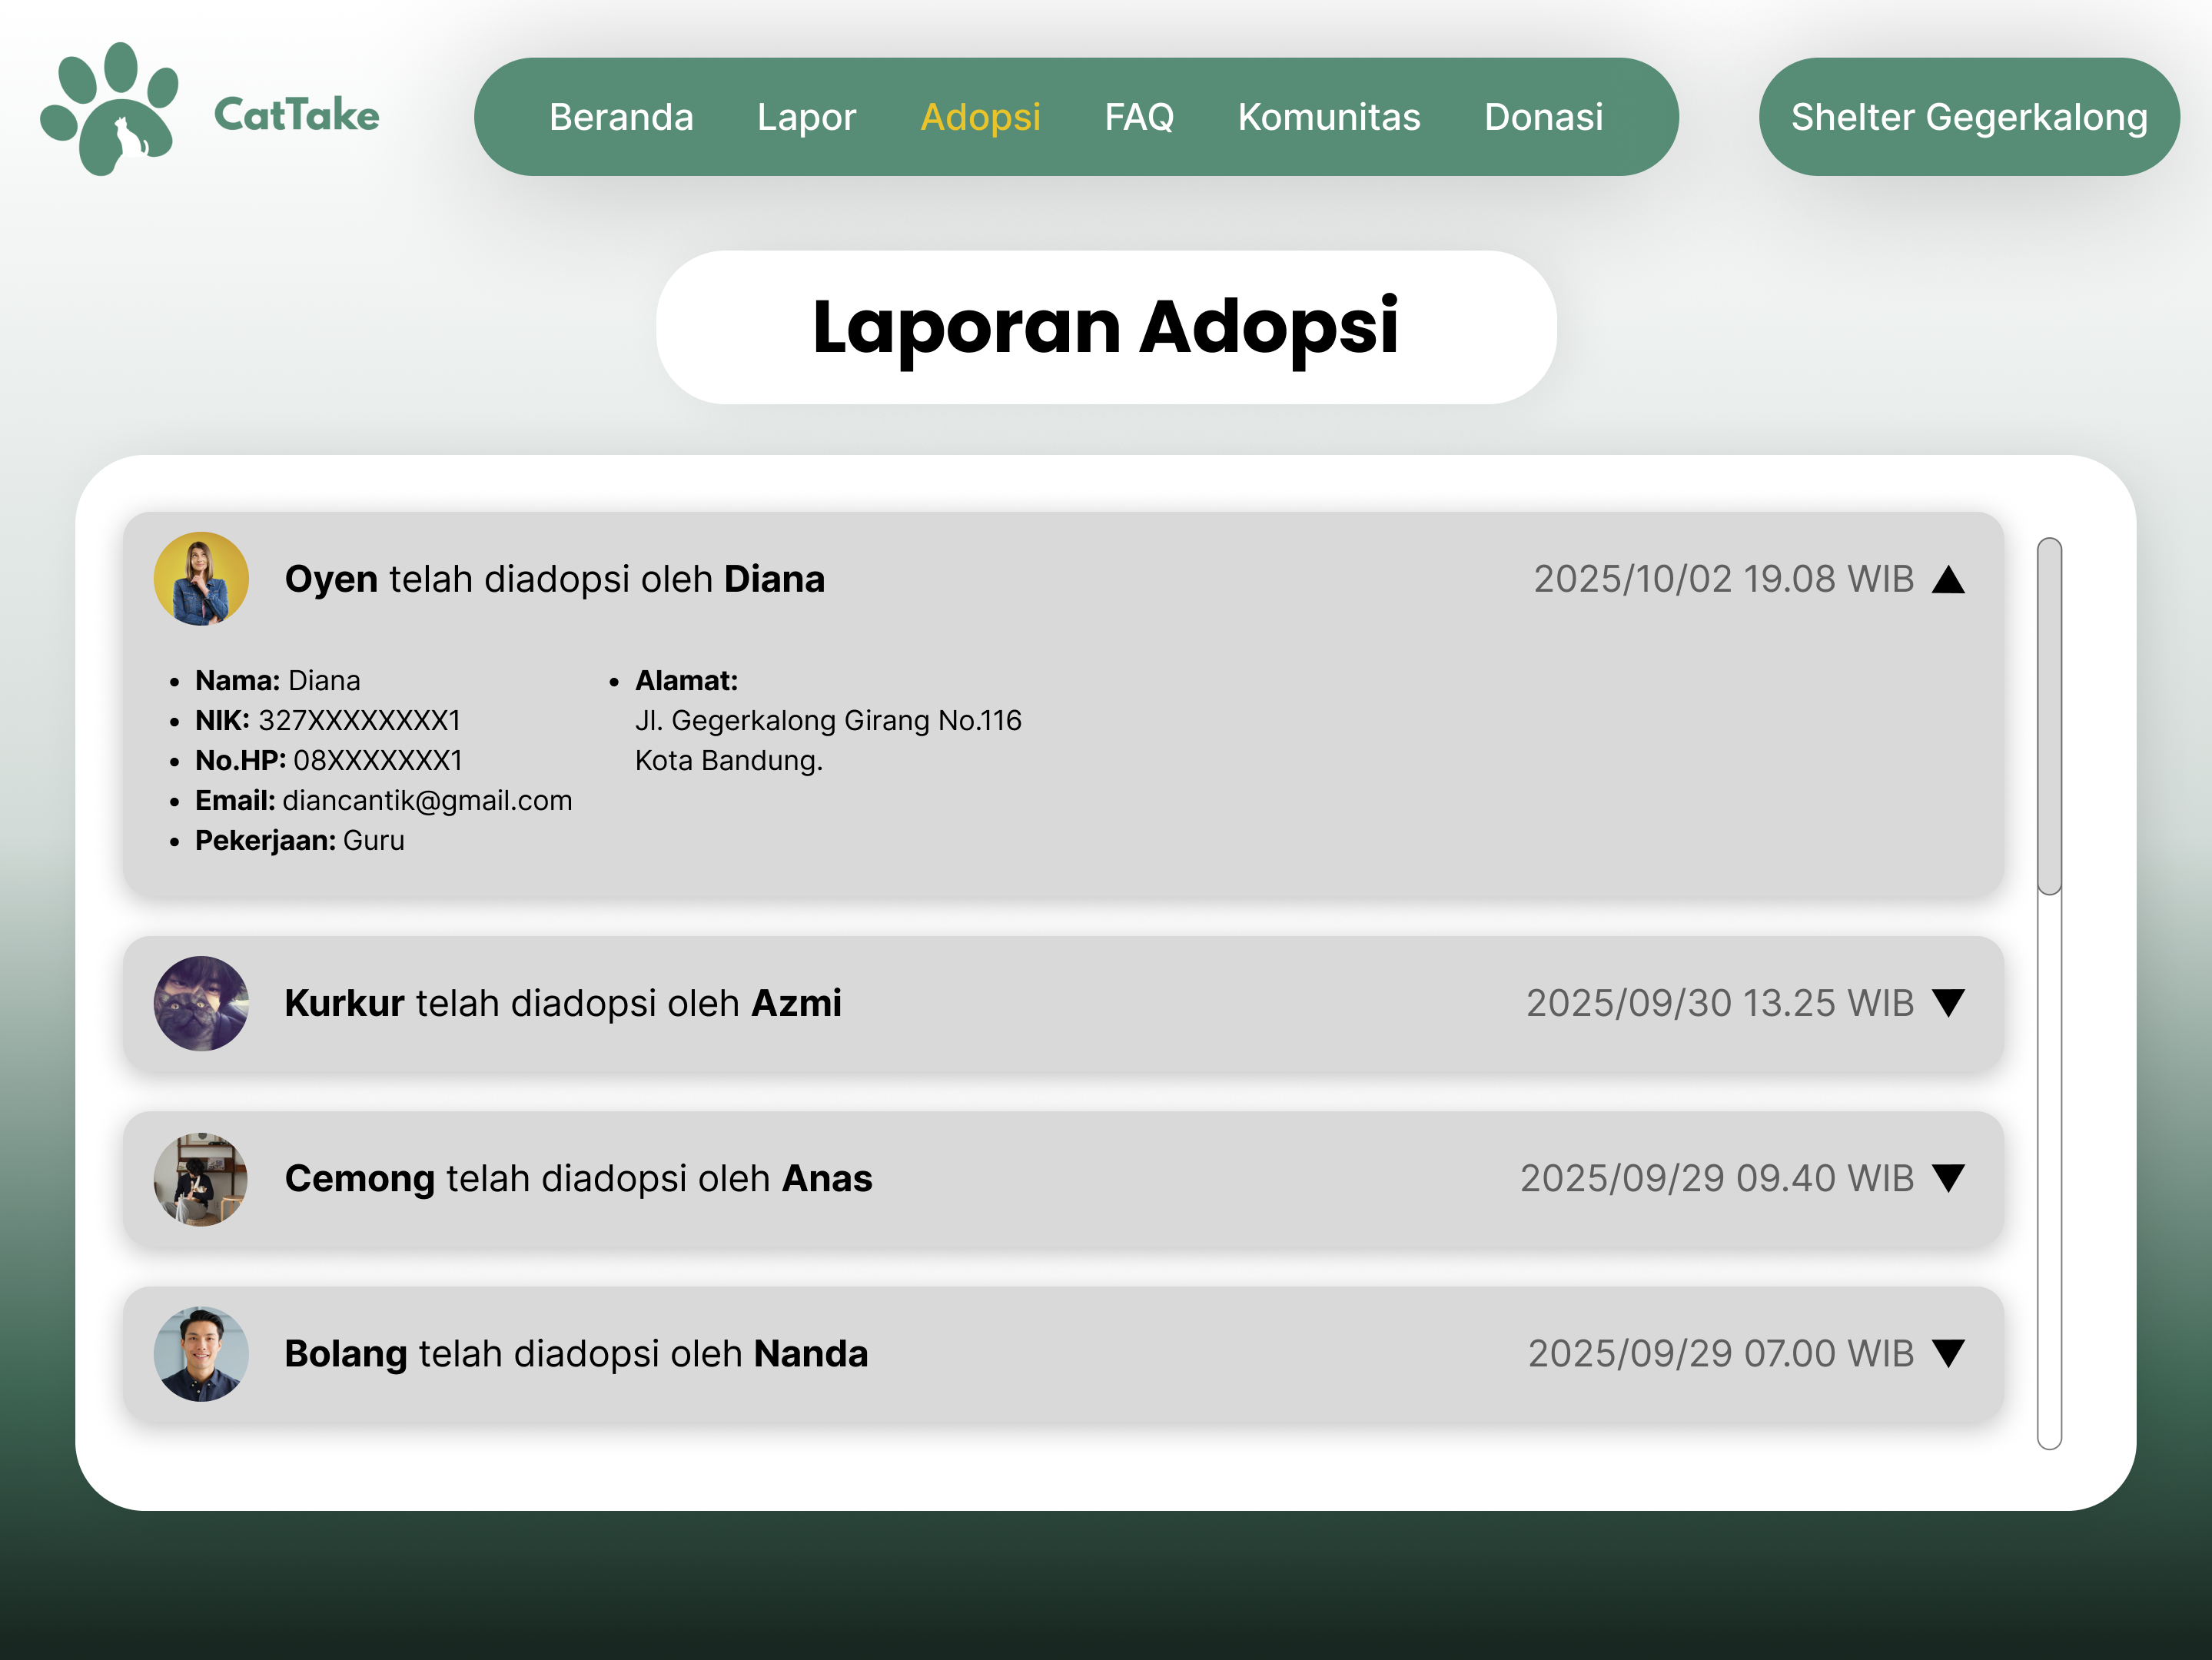 CatTake
Beranda Lapor Adopsi FAQ Komunitas Donasi
Shelter Gegerkalong
Laporan Adopsi
Oyen telah diadopsi oleh Diana
2025/10/02 19.08 WIB
• Nama: Diana
• NIK: 327XXXXXXXX1
• No.HP: 08XXXXXXX1
• Email: diancantik@gmail.com
• Pekerjaan: Guru
• Alamat:
Jl. Gegerkalong Girang No.116
Kota Bandung.
Kurkur telah diadopsi oleh Azmi
2025/09/30 13.25 WIB
Cemong telah diadopsi oleh Anas
2025/09/29 09.40 WIB
Bolang telah diadopsi oleh Nanda
2025/09/29 07.00 WIB